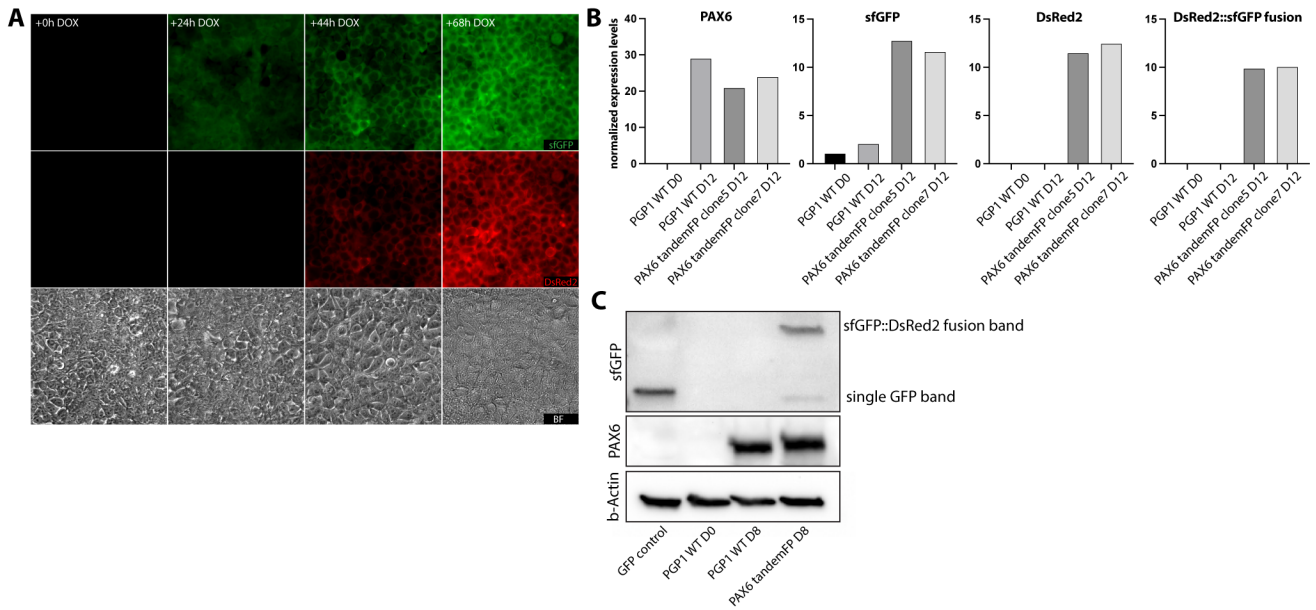 A
+0h DOX
+24h DOX
+44h DOX
+68h DOX
sfGFP
DsRed2
BF
B
PAX6
sfGFP
DsRed2
DsRed2::sfGFP fusion
normalized expression levels
40
30
20
10
0
15
10
5
0
15
10
5
0
15
10
5
0
PGP1 WT D0
PGP1 WT D12
PAX6 tandemFP clone5 D12
PAX6 tandemFP clone7 D12
PGP1 WT D0
PGP1 WT D12
PAX6 tandemFP clone5 D12
PAX6 tandemFP clone7 D12
PGP1 WT D0
PGP1 WT D12
PAX6 tandemFP clone5 D12
PAX6 tandemFP clone7 D12
PGP1 WT D0
PGP1 WT D12
PAX6 tandemFP clone5 D12
PAX6 tandemFP clone7 D12
C
sfGFP
sfGFP::DsRed2 fusion band
single GFP band
PAX6
b-Actin
GFP control
PGP1 WT D0
PGP1 WT D8
PAX6 tandemFP D8